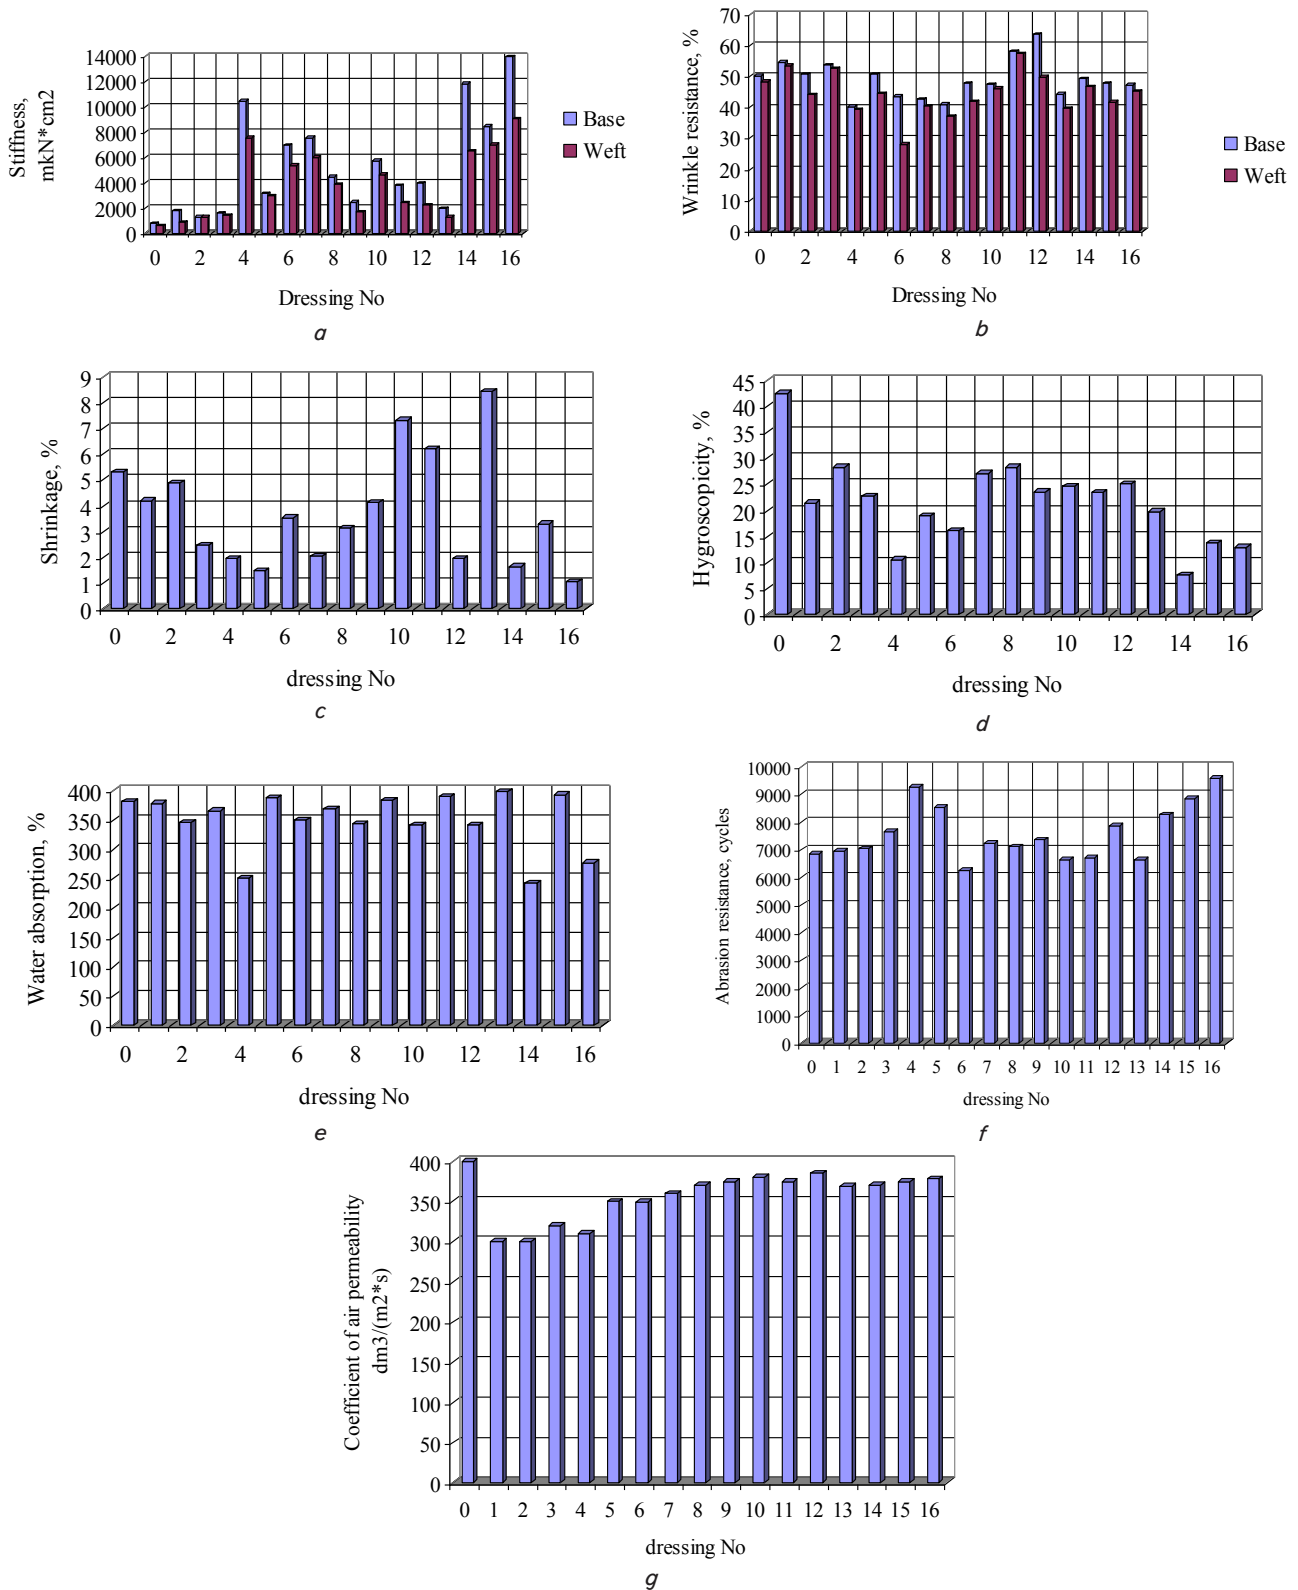 14000
12000
10000
8000
6000
4000
2000
0
Stiffness,
mkN*cm2
0 2 4 6 8 10 12 14 16
Dressing No
Base
Weft
a
70
60
50
40
30
20
10
0
Wrinkle resistance, %
0 2 4 6 8 10 12 14 16
Dressing No
Base
Weft
b
9
8
7
6
5
4
3
2
1
0
Shrinkage, %
0 2 4 6 8 10 12 14 16
dressing No
c
45
40
35
30
25
20
15
10
5
0
Hygroscopicity, %
0 2 4 6 8 10 12 14 16
dressing No
d
400
350
300
250
200
150
100
50
0
Water absorption, %
0 2 4 6 8 10 12 14 16
dressing No
e
10000
9000
8000
7000
6000
5000
4000
3000
2000
1000
0
Abrasion resistance, cycles
0 1 2 3 4 5 6 7 8 9 10 11 12 13 14 15 16
dressing No
f
400
350
300
250
200
150
100
50
0
Coefficient of air permeability
dm3/(m2*s)
0 1 2 3 4 5 6 7 8 9 10 11 12 13 14 15 16
dressing No
g